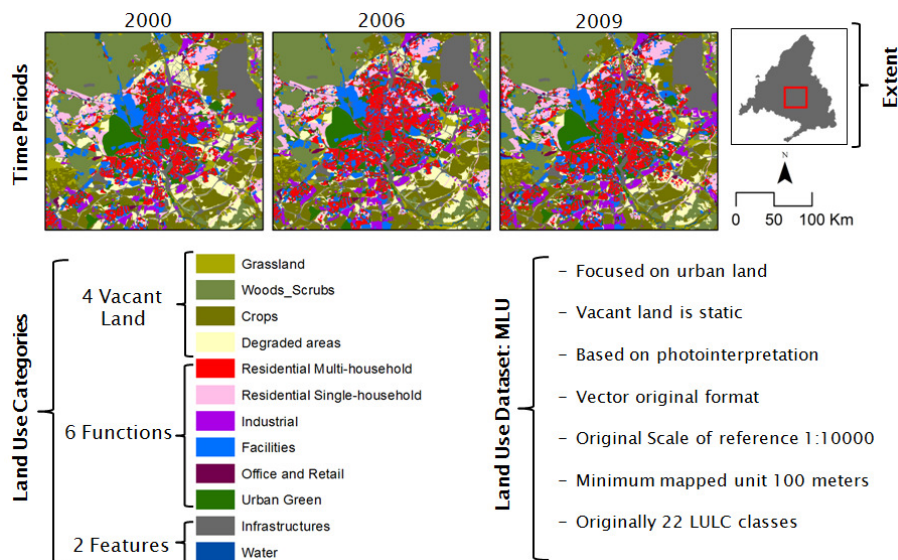 2000
2006
2009
Time Periods
Extent
N
0 50 100 Km
Land Use Categories
4 Vacant
Land
Grassland
Woods_Scrubs
Crops
Degraded areas
6 Functions
Residential Multi-household
Residential Single-household
Industrial
Facilities
Office and Retail
Urban Green
2 Features
Infrastructures
Water
Land Use Dataset: MLU
- Focused on urban land
- Vacant land is static
- Based on photointerpretation
- Vector original format
- Original Scale of reference 1:10000
- Minimum mapped unit 100 meters
- Originally 22 LULC classes